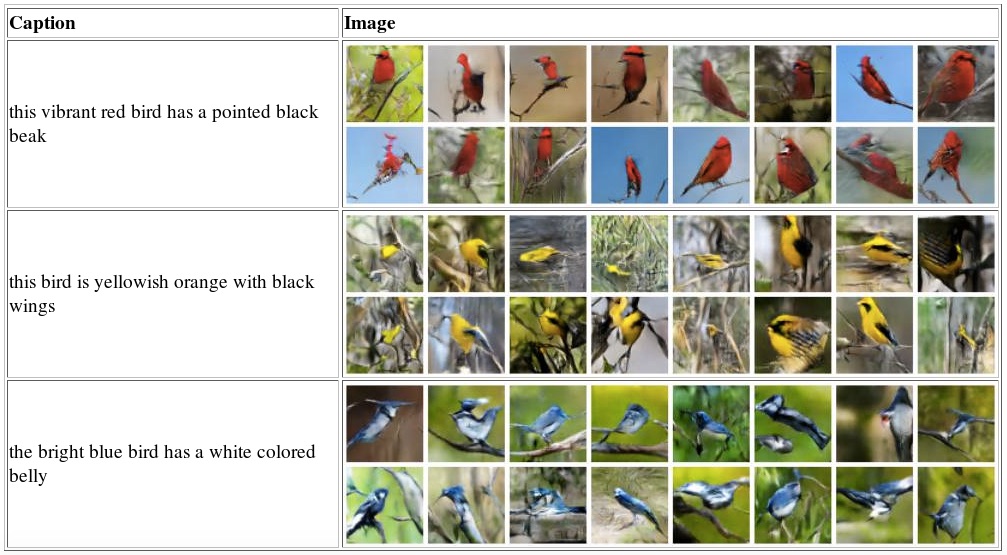 Caption
Image
this vibrant red bird has a pointed black
beak
this bird is yellowish orange with black
wings
the bright blue bird has a white colored
belly